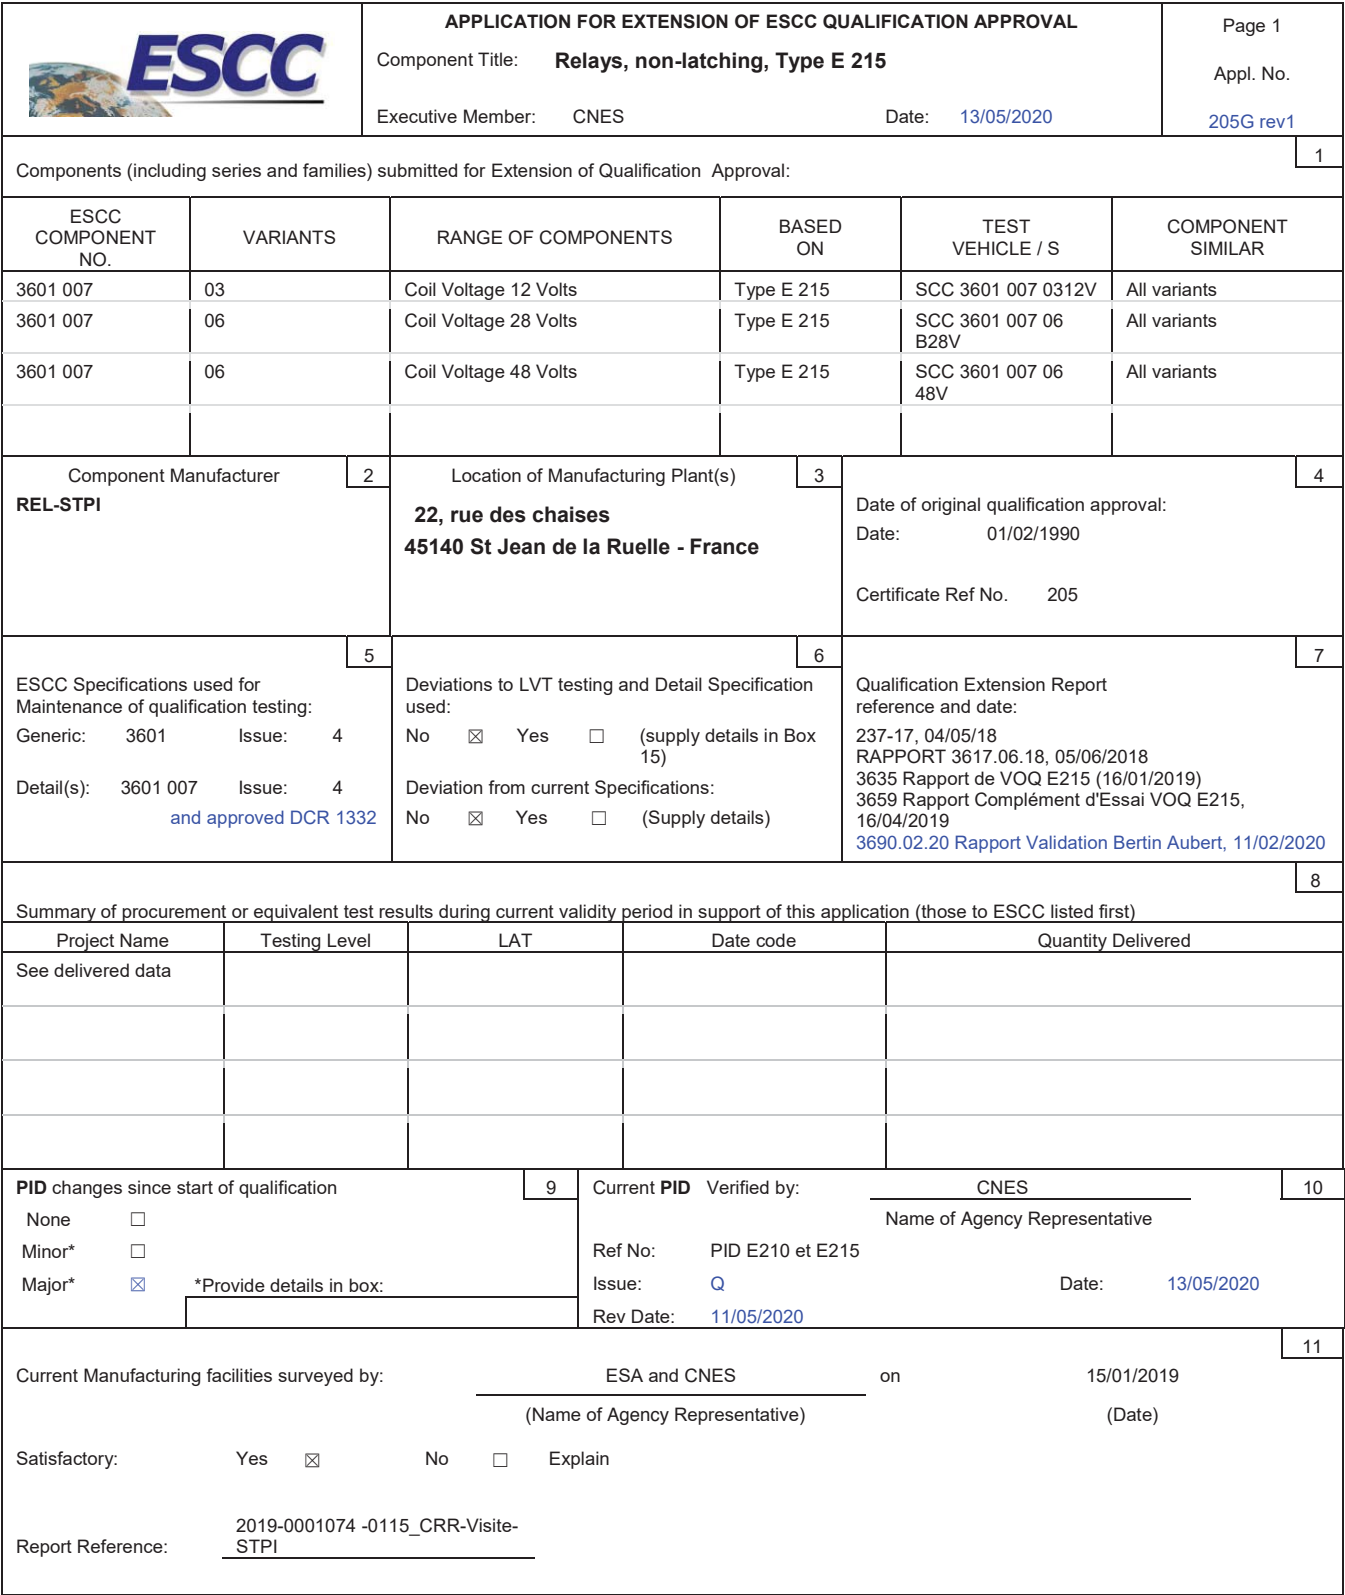 ESCC
APPLICATION FOR EXTENSION OF ESCC QUALIFICATION APPROVAL
Component Title: Relays, non-latching, Type E 215
Executive Member: CNES Date: 13/05/2020
Page 1
Appl. No.
205G rev1
1
Components (including series and families) submitted for Extension of Qualification Approval:
ESCC COMPONENT NO. VARIANTS RANGE OF COMPONENTS BASED ON TEST VEHICLE / S COMPONENT SIMILAR
3601 007 03 Coil Voltage 12 Volts Type E 215 SCC 3601 007 0312V All variants
3601 007 06 Coil Voltage 28 Volts Type E 215 SCC 3601 007 06 B28V All variants
3601 007 06 Coil Voltage 48 Volts Type E 215 SCC 3601 007 06 48V All variants
Component Manufacturer 2
REL-STPI
Location of Manufacturing Plant(s) 3
22, rue des chaises
45140 St Jean de la Ruelle - France
4
Date of original qualification approval:
Date: 01/02/1990
Certificate Ref No. 205
5
ESCC Specifications used for
Maintenance of qualification testing:
Generic: 3601 Issue: 4
Detail(s): 3601 007 Issue: 4
and approved DCR 1332
6
Deviations to LVT testing and Detail Specification
used:
No ☒ Yes ☐ (supply details in Box
15)
Deviation from current Specifications:
No ☒ Yes ☐ (Supply details)
7
Qualification Extension Report
reference and date:
237-17, 04/05/18
RAPPORT 3617.06.18, 05/06/2018
3635 Rapport de VOQ E215 (16/01/2019)
3659 Rapport Complément d'Essai VOQ E215,
16/04/2019
3690.02.20 Rapport Validation Bertin Aubert, 11/02/2020
8
Summary of procurement or equivalent test results during current validity period in support of this application (those to ESCC listed first)
Project Name Testing Level LAT Date code Quantity Delivered
See delivered data
PID changes since start of qualification 9
None ☐
Minor* ☐
Major* ☒ *Provide details in box:
Current PID Verified by: CNES 10
Name of Agency Representative
Ref No: PID E210 et E215
Issue: Q Date: 13/05/2020
Rev Date: 11/05/2020
11
Current Manufacturing facilities surveyed by: ESA and CNES on 15/01/2019
(Name of Agency Representative) (Date)
Satisfactory: Yes ☒ No ☐ Explain
2019-0001074 -0115_CRR-Visite-
Report Reference: STPI